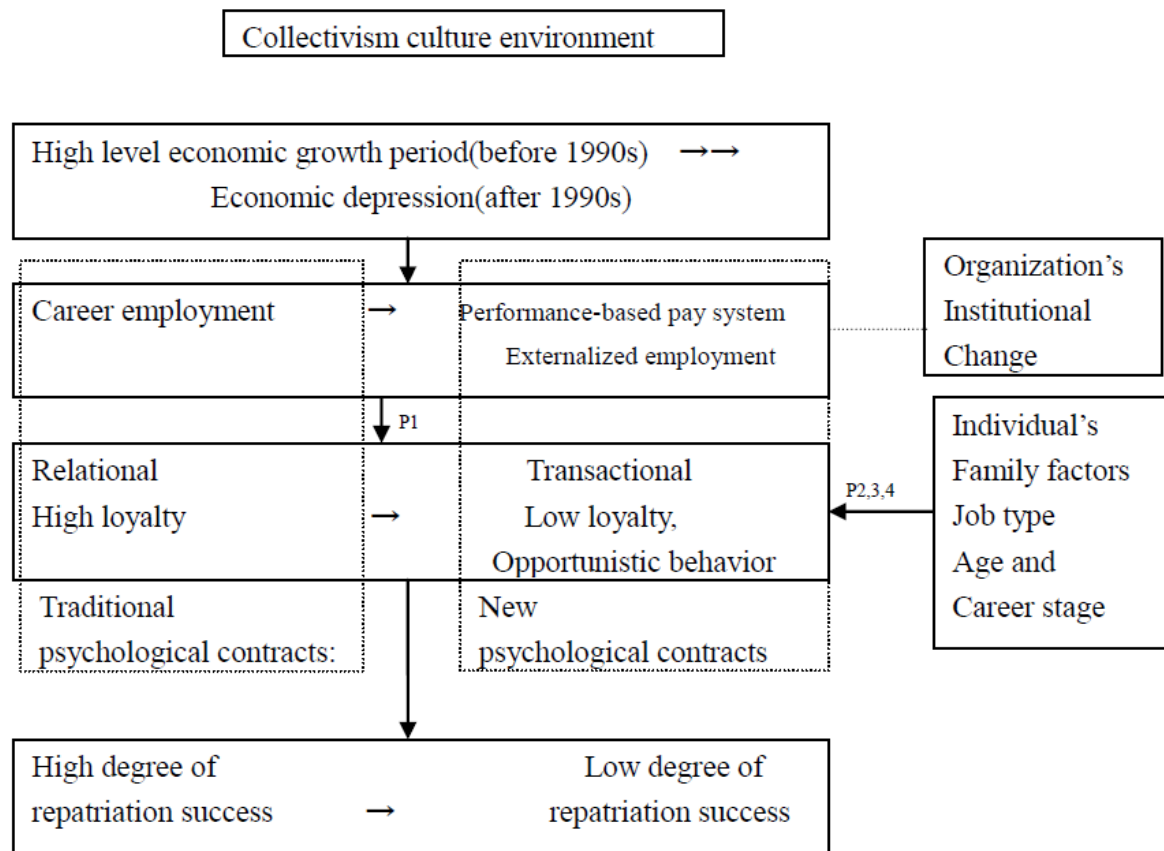 Collectivism culture environment
High level economic growth period(before 1990s) →→
Economic depression(after 1990s)
Career employment → Performance-based pay system
Externalized employment
Organization's
Institutional
Change
P1
Relational Transactional
High loyalty → Low loyalty,
Opportunistic behavior
P2,3,4
Individual's
Family factors
Job type
Age and
Career stage
Traditional New
psychological contracts: psychological contracts
High degree of Low degree of
repatriation success → repatriation success